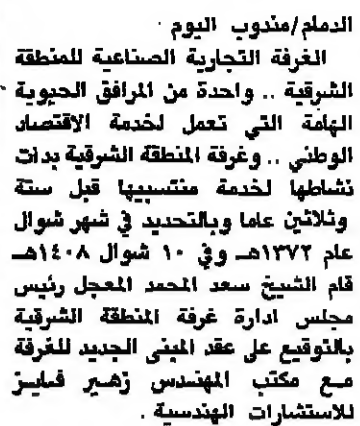 الدمام/مندوب اليوم
الغرفة التجارية الصناعية للمنطقة
الشرقية .. واحدة من المرافق الحيوية
الهامة التي تعمل لخدمة الاقتصاد
الوطني .. وغرفة المنطقة الشرقية بدات
نشاطها لخدمة منتسبيها قبل ستة
وثلاثين عاما وبالتحديد في شهر شوال
عام ١٣٧٢هـ وفي ١٠ شوال ١٤٠٨هـ
قام الشيخ سعد المحمد المعجل رئيس
مجلس ادارة غرفة المنطقة الشرقية
بالتوقيع على عقد المبنى الجديد للغرفة
مع مكتب المهندس زهير فايز
للاستشارات الهندسية .